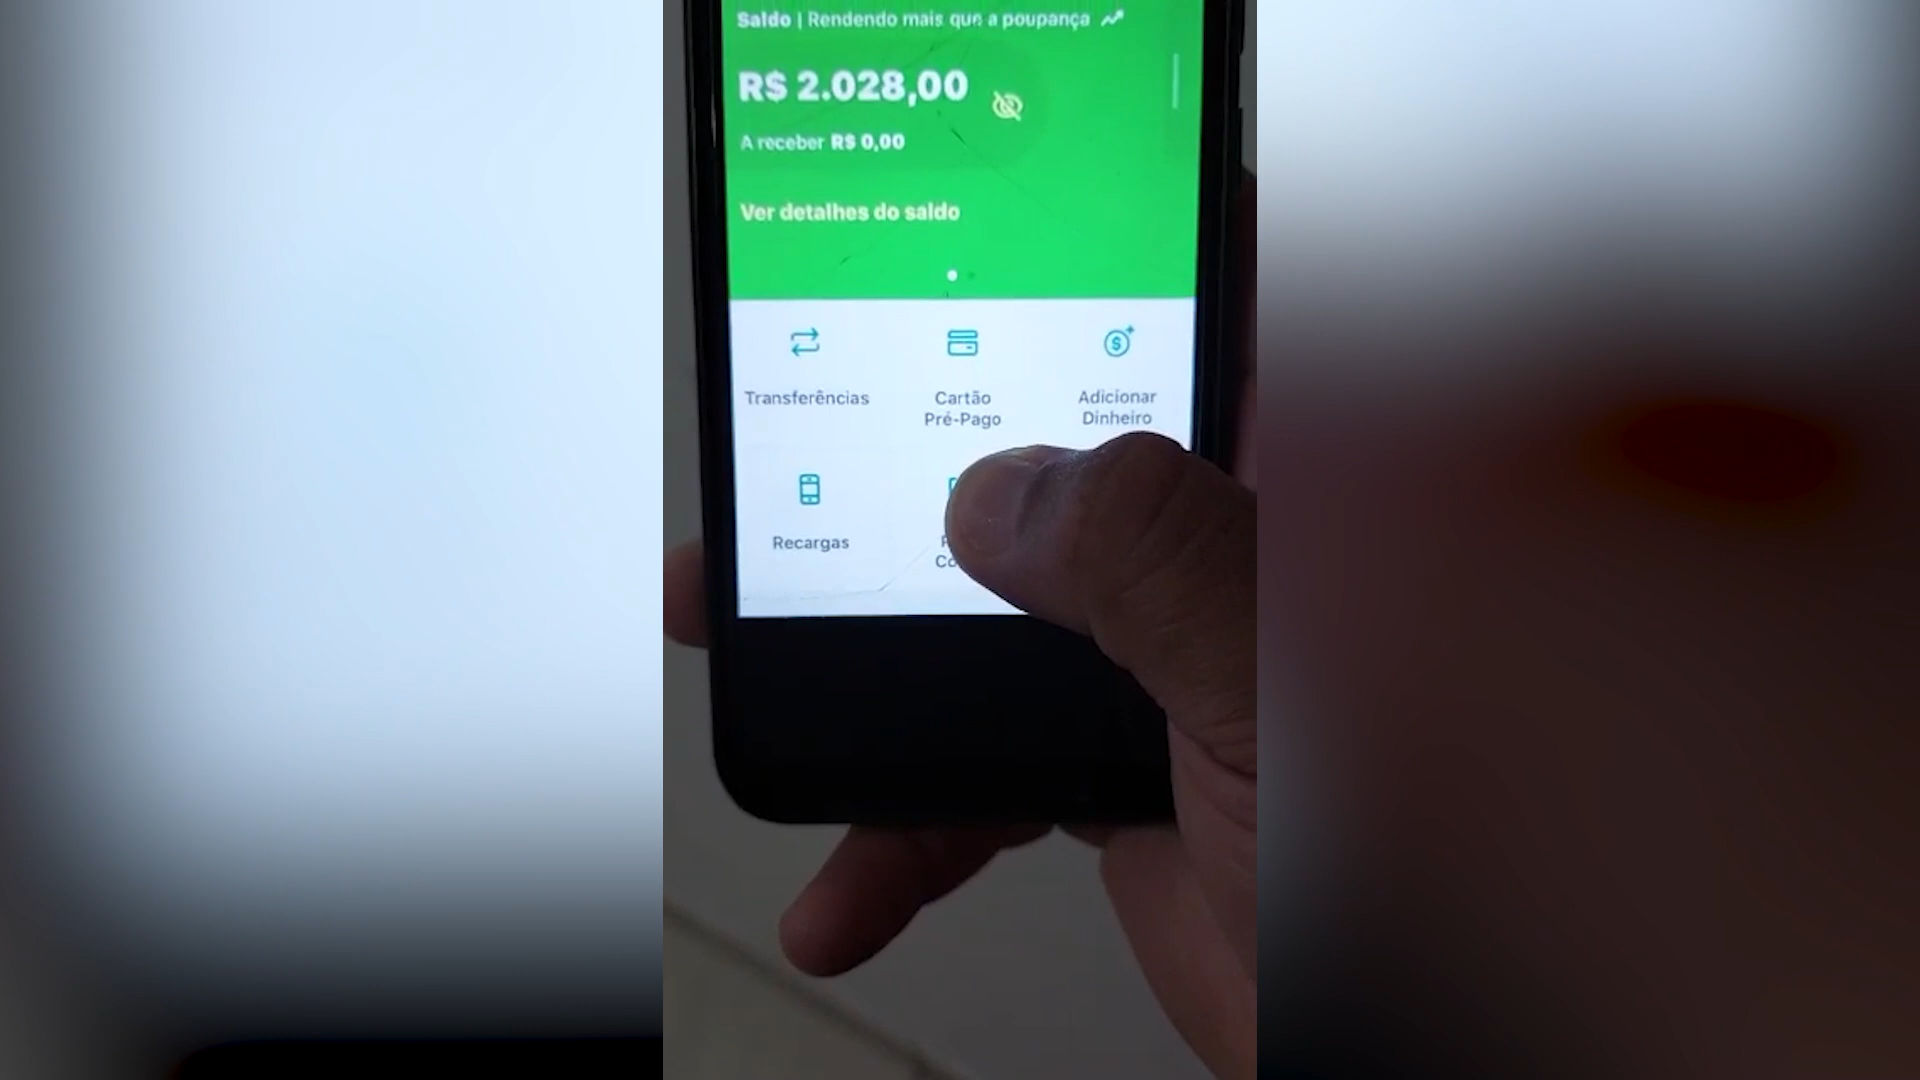 Saldo | Rendendo mais que a poupança
R$ 2.028,00
A receber R$ 0,00
Ver detalhes do saldo
Transferências
Cartão
Pré-Pago
Adicionar
Dinheiro
Recargas